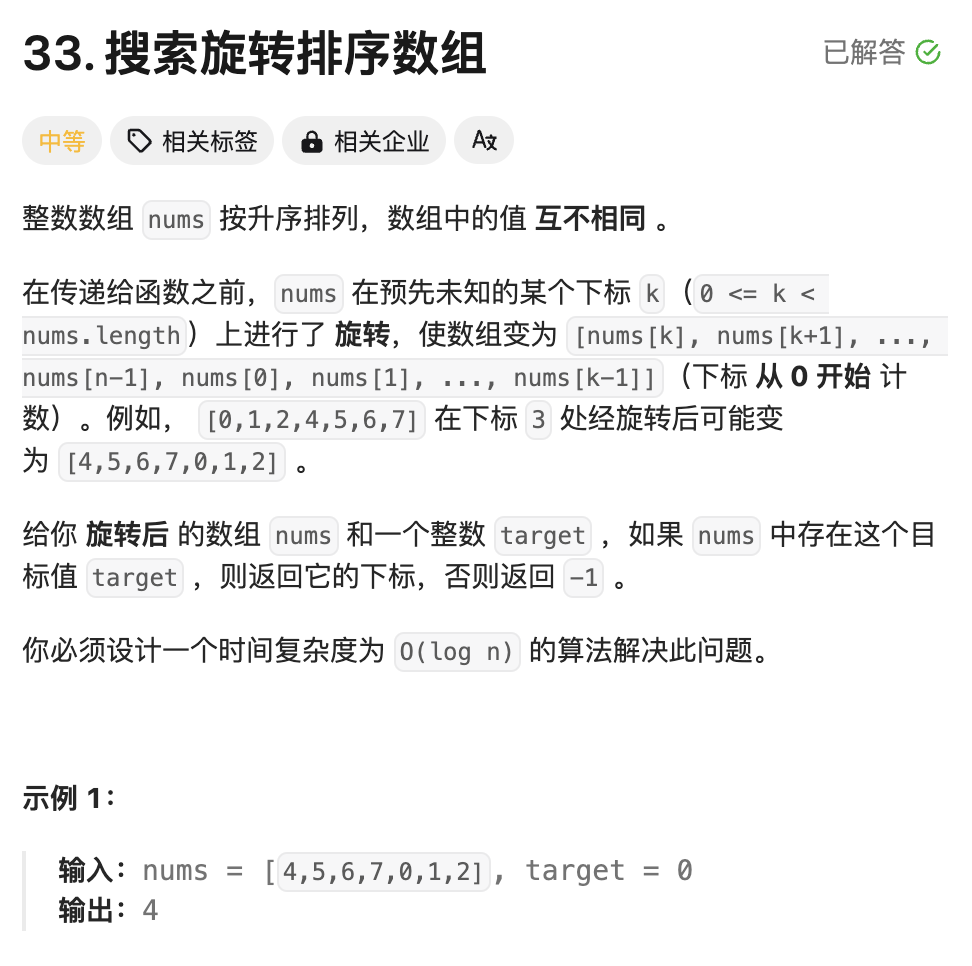 33. 搜索旋转排序数组
已解答
中等 相关标签 相关企业
整数数组 nums 按升序排列，数组中的值 互不相同 。
在传递给函数之前，nums 在预先未知的某个下标 k（0 <= k <
nums.length）上进行了 旋转，使数组变为 [nums[k], nums[k+1], ...,
nums[n-1], nums[0], nums[1], ..., nums[k-1]]（下标 从 0 开始 计
数）。例如， [0,1,2,4,5,6,7] 在下标 3 处经旋转后可能变
为 [4,5,6,7,0,1,2] 。
给你 旋转后 的数组 nums 和一个整数 target ，如果 nums 中存在这个目
标值 target ，则返回它的下标，否则返回 -1 。
你必须设计一个时间复杂度为 O(log n) 的算法解决此问题。
示例 1：
输入：nums = [4,5,6,7,0,1,2], target = 0
输出：4